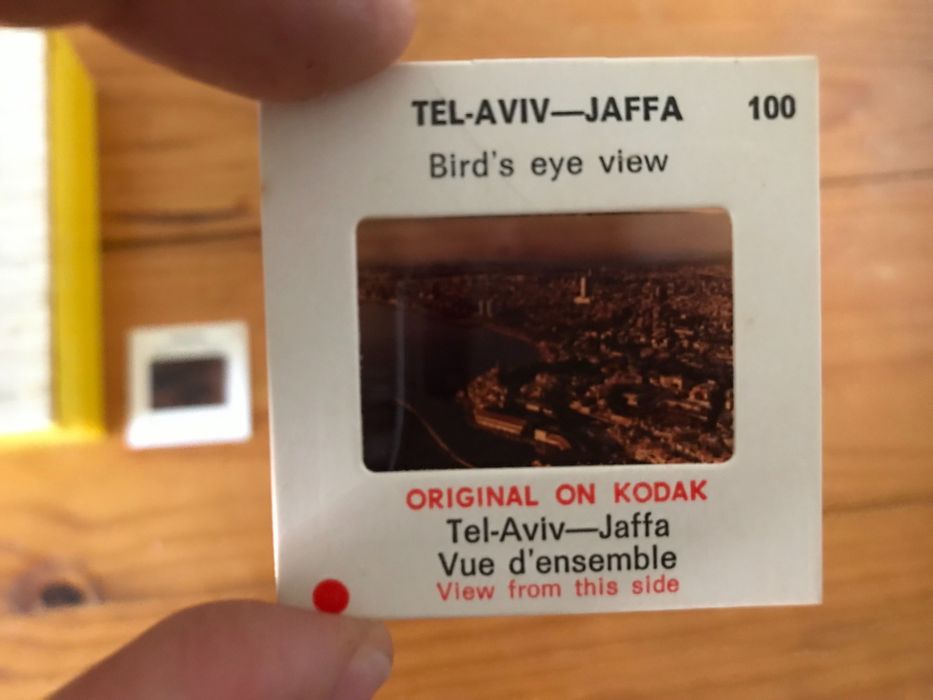 TEL-AVIV—JAFFA 100
Bird's eye view
ORIGINAL ON KODAK
Tel-Aviv—Jaffa
Vue d'ensemble
View from this side